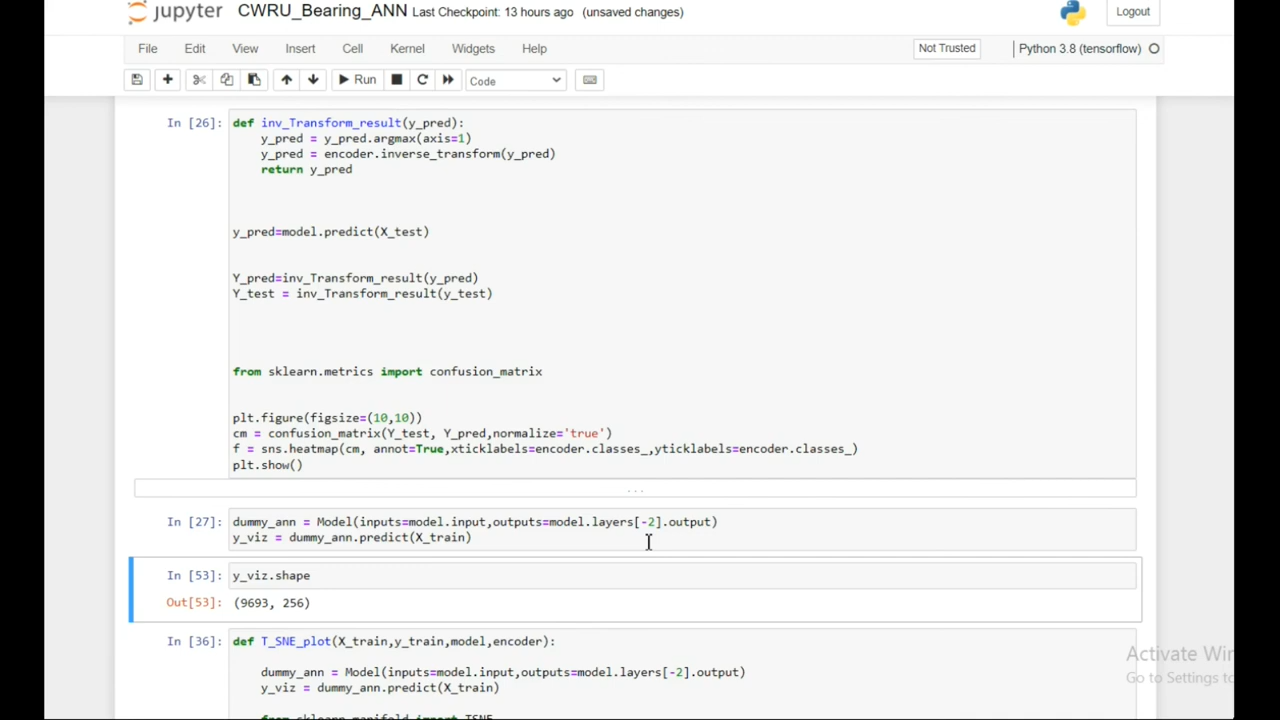 jupyter CWRU_Bearing_ANN Last Checkpoint: 13 hours ago (unsaved changes) Logout
File Edit View Insert Cell Kernel Widgets Help Not Trusted Python 3.8 (tensorflow)
Run Code
In [26]: def inv_Transform_result(y_pred):
y_pred = y_pred.argmax(axis=1)
y_pred = encoder.inverse_transform(y_pred)
return y_pred
y_pred=model.predict(X_test)
Y_pred=inv_Transform_result(y_pred)
Y_test = inv_Transform_result(y_test)
from sklearn.metrics import confusion_matrix
plt.figure(figsize=(10,10))
cm = confusion_matrix(Y_test, Y_pred,normalize='true')
f = sns.heatmap(cm, annot=True,xticklabels=encoder.classes_,yticklabels=encoder.classes_)
plt.show()
...
In [27]: dummy_ann = Model(inputs=model.input,outputs=model.layers[-2].output)
y_viz = dummy_ann.predict(X_train)
In [53]: y_viz.shape
Out[53]: (9693, 256)
In [36]: def T_SNE_plot(X_train,y_train,model,encoder):
dummy_ann = Model(inputs=model.input,outputs=model.layers[-2].output)
y_viz = dummy_ann.predict(X_train)
from sklearn.manifold import TSNE
Activate Win
Go to Settings to